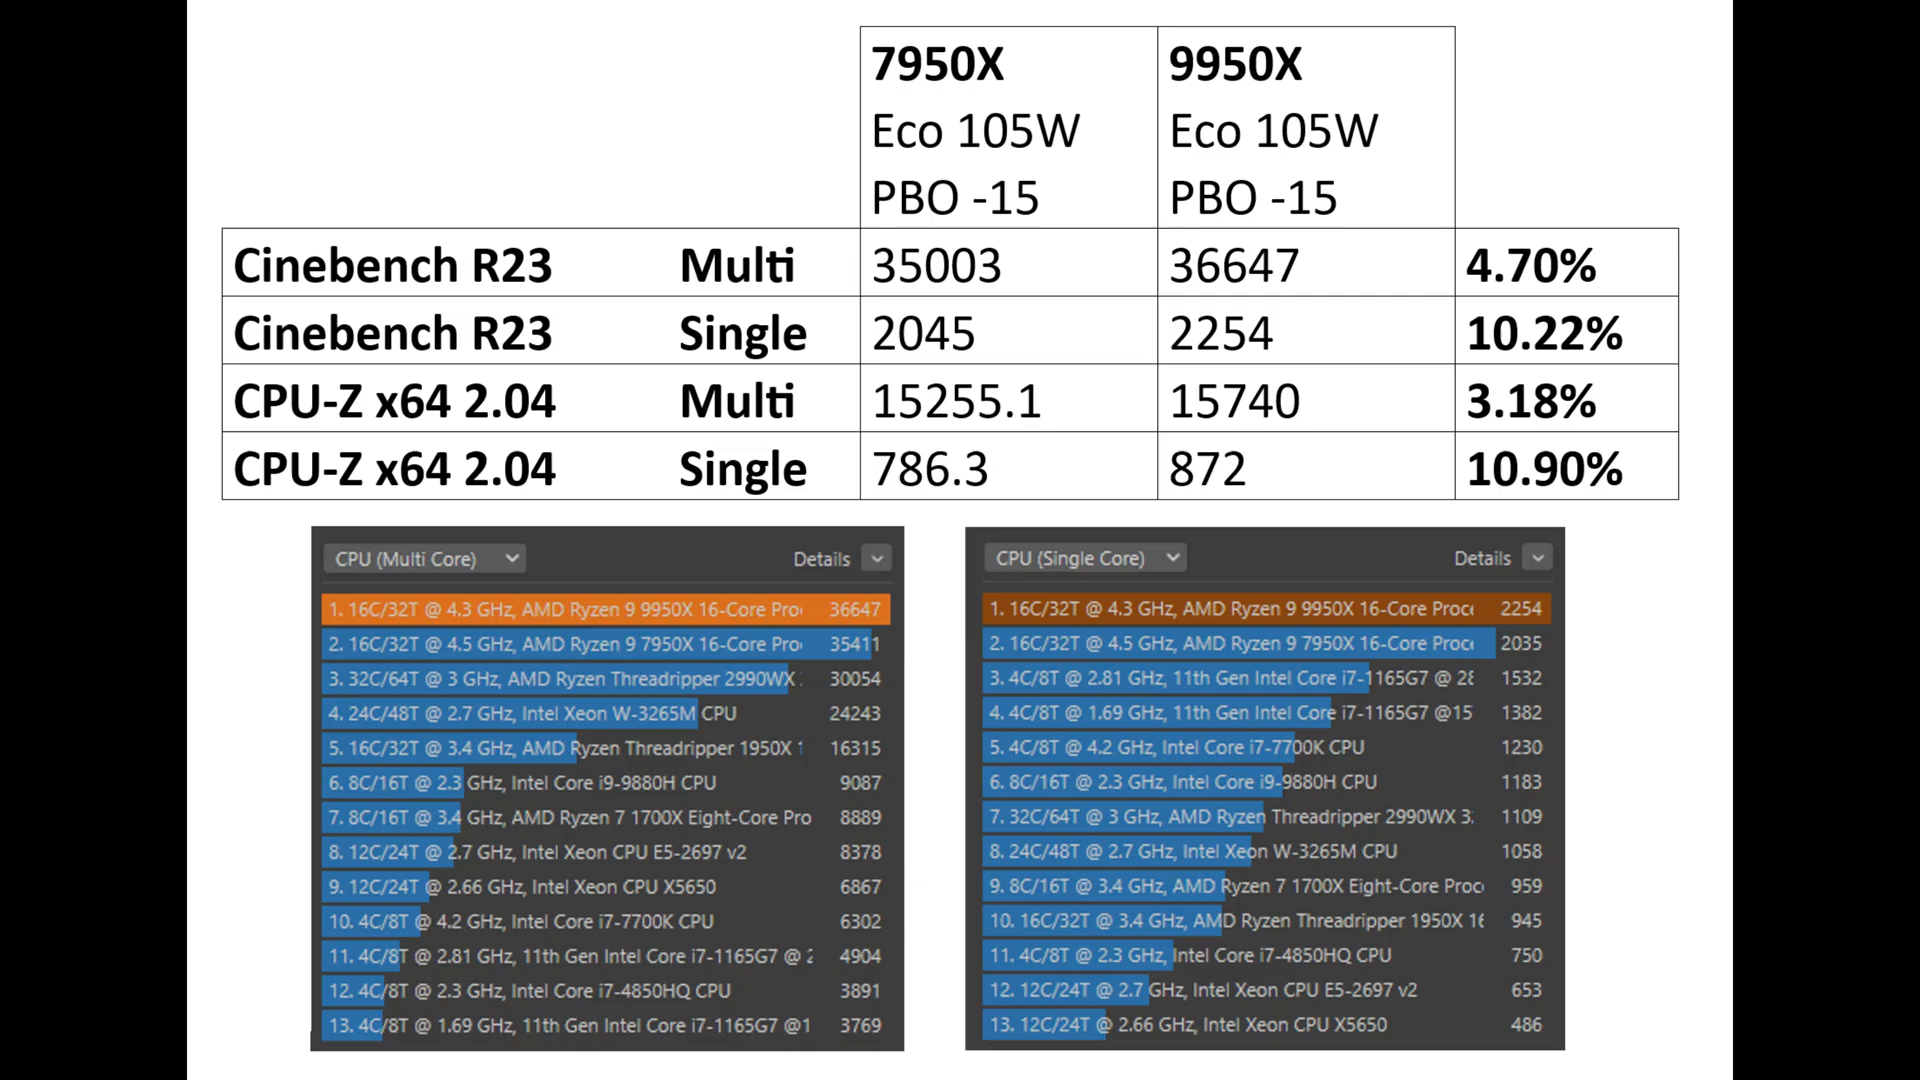 7950X 9950X
Eco 105W Eco 105W
PBO -15 PBO -15
Cinebench R23 Multi 35003 36647 4.70%
Cinebench R23 Single 2045 2254 10.22%
CPU-Z x64 2.04 Multi 15255.1 15740 3.18%
CPU-Z x64 2.04 Single 786.3 872 10.90%
CPU (Multi Core) Details
1. 16C/32T @ 4.3 GHz, AMD Ryzen 9 9950X 16-Core Pro 36647
2. 16C/32T @ 4.5 GHz, AMD Ryzen 9 7950X 16-Core Pro 35411
3. 32C/64T @ 3 GHz, AMD Ryzen Threadripper 2990WX 30054
4. 24C/48T @ 2.7 GHz, Intel Xeon W-3265M CPU 24243
5. 16C/32T @ 3.4 GHz, AMD Ryzen Threadripper 1950X 16315
6. 8C/16T @ 2.3 GHz, Intel Core i9-9880H CPU 9087
7. 8C/16T @ 3.4 GHz, AMD Ryzen 7 1700X Eight-Core Pro 8889
8. 12C/24T @ 2.7 GHz, Intel Xeon CPU E5-2697 v2 8378
9. 12C/24T @ 2.66 GHz, Intel Xeon CPU X5650 6867
10. 4C/8T @ 4.2 GHz, Intel Core i7-7700K CPU 6302
11. 4C/8T @ 2.81 GHz, 11th Gen Intel Core i7-1165G7 @ 2 4904
12. 4C/8T @ 2.3 GHz, Intel Core i7-4850HQ CPU 3891
13. 4C/8T @ 1.69 GHz, 11th Gen Intel Core i7-1165G7 @1 3769
CPU (Single Core) Details
1. 16C/32T @ 4.3 GHz, AMD Ryzen 9 9950X 16-Core Proc 2254
2. 16C/32T @ 4.5 GHz, AMD Ryzen 9 7950X 16-Core Proc 2035
3. 4C/8T @ 2.81 GHz, 11th Gen Intel Core i7-1165G7 @ 28 1532
4. 4C/8T @ 1.69 GHz, 11th Gen Intel Core i7-1165G7 @15 1382
5. 4C/8T @ 4.2 GHz, Intel Core i7-7700K CPU 1230
6. 8C/16T @ 2.3 GHz, Intel Core i9-9880H CPU 1183
7. 32C/64T @ 3 GHz, AMD Ryzen Threadripper 2990WX 3 1109
8. 24C/48T @ 2.7 GHz, Intel Xeon W-3265M CPU 1058
9. 8C/16T @ 3.4 GHz, AMD Ryzen 7 1700X Eight-Core Proc 959
10. 16C/32T @ 3.4 GHz, AMD Ryzen Threadripper 1950X 16 945
11. 4C/8T @ 2.3 GHz, Intel Core i7-4850HQ CPU 750
12. 12C/24T @ 2.7 GHz, Intel Xeon CPU E5-2697 v2 653
13. 12C/24T @ 2.66 GHz, Intel Xeon CPU X5650 486